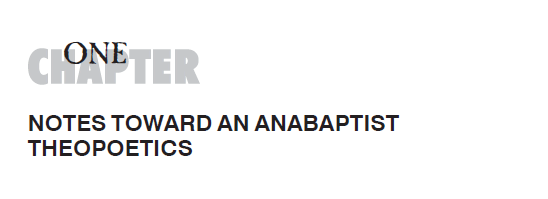 ONE
CHAPTER
NOTES TOWARD AN ANABAPTIST
THEOPOETICS